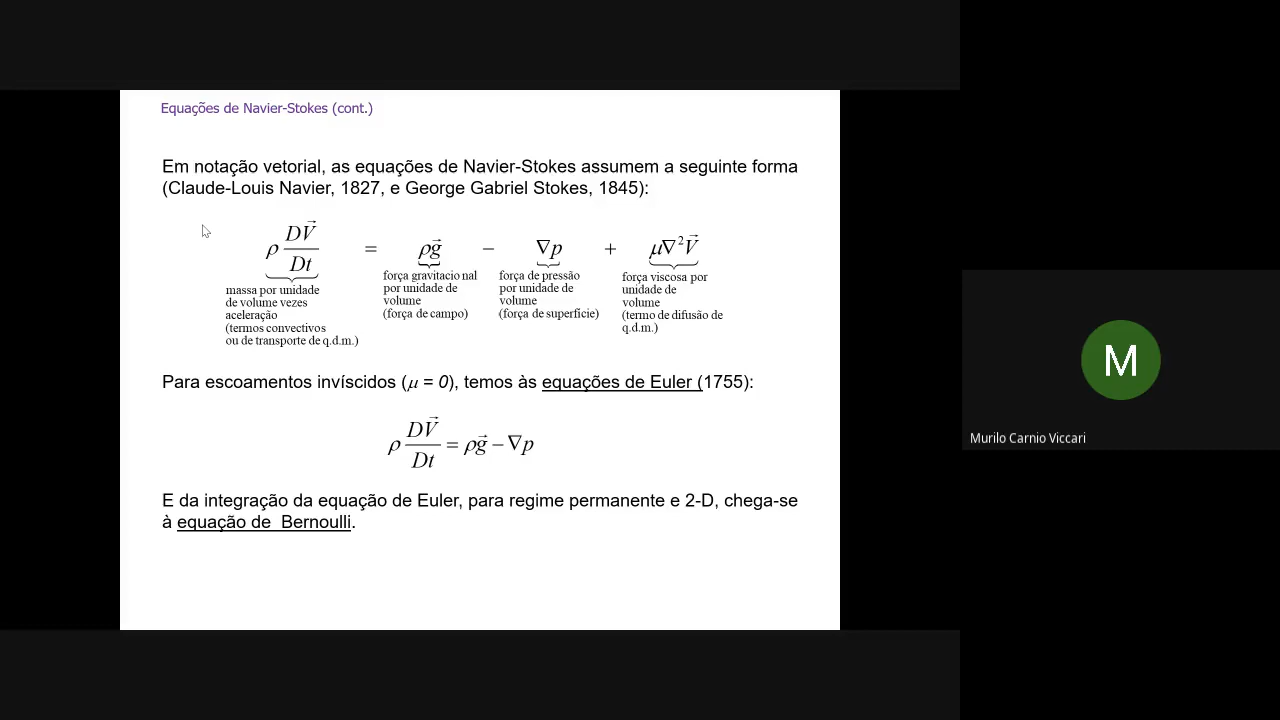 Equações de Navier-Stokes (cont.)
Em notação vetorial, as equações de Navier-Stokes assumem a seguinte forma
(Claude-Louis Navier, 1827, e George Gabriel Stokes, 1845):
ρ DV⃗/Dt = ρg⃗ − ∇p + μ∇²V⃗
massa por unidade
de volume vezes
aceleração
(termos convectivos
ou de transporte de q.d.m.)
força gravitacio nal
por unidade de
volume
(força de campo)
força de pressão
por unidade de
volume
(força de superfície)
força viscosa por
unidade de
volume
(termo de difusão de
q.d.m.)
Para escoamentos invíscidos (μ = 0), temos às equações de Euler (1755):
ρ DV⃗/Dt = ρg⃗ − ∇p
E da integração da equação de Euler, para regime permanente e 2-D, chega-se
à equação de Bernoulli.
M
Murilo Carnio Viccari